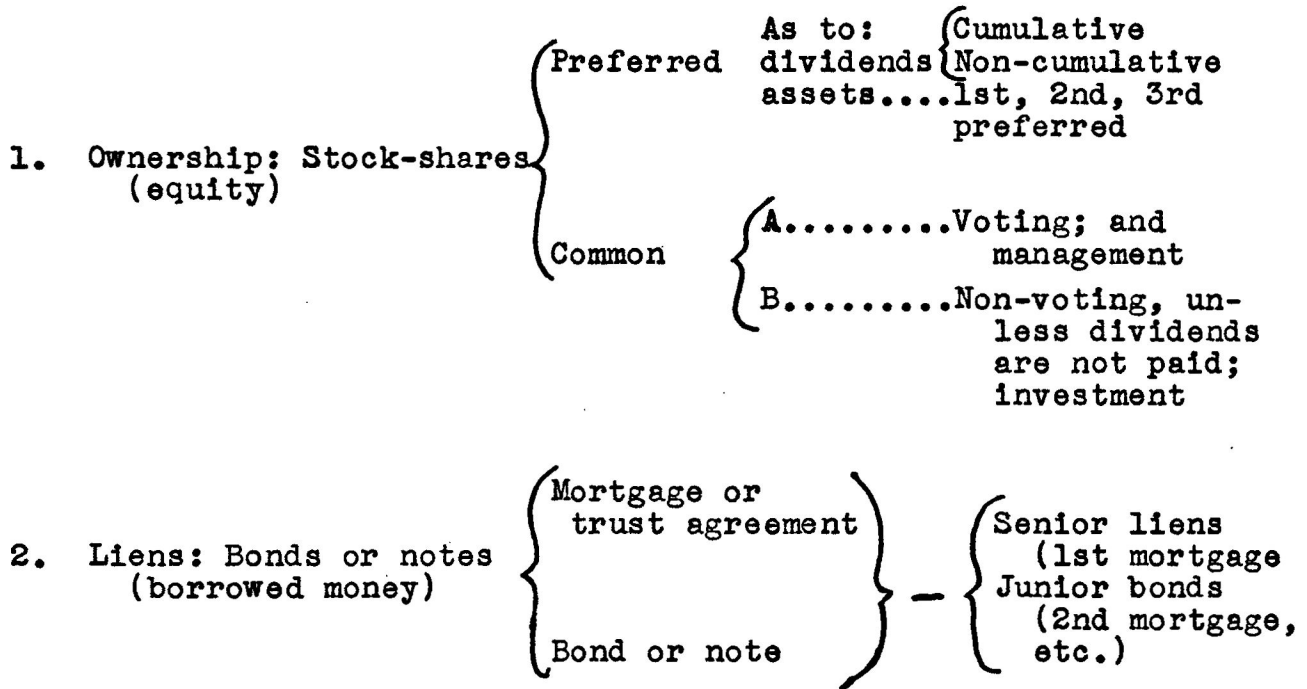 As to: Cumulative
Preferred dividends Non-cumulative
assets....1st, 2nd, 3rd
preferred
1. Ownership: Stock-shares
(equity)
A.........Voting; and
Common management
B.........Non-voting, un-
less dividends
are not paid;
investment
Mortgage or
trust agreement
Senior liens
2. Liens: Bonds or notes (1st mortgage
(borrowed money) Junior bonds
(2nd mortgage,
Bond or note etc.)